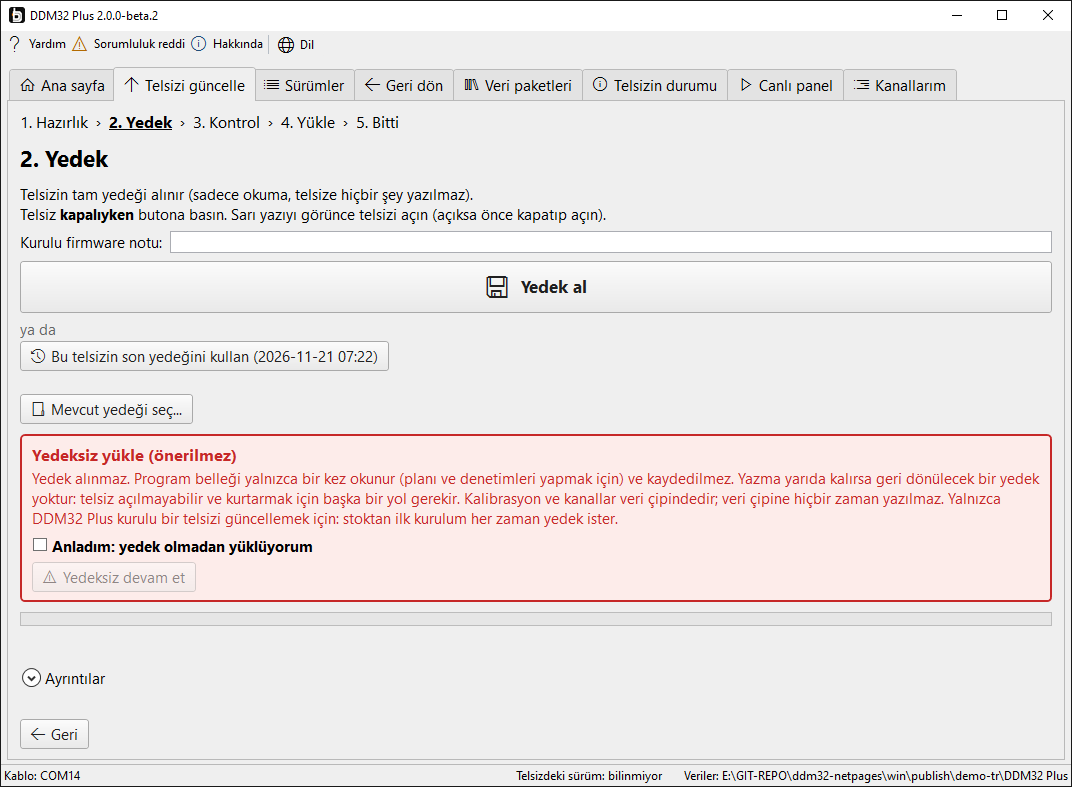 DDM32 Plus 2.0.0-beta.2
Yardım Sorumluluk reddi Hakkında Dil
Ana sayfa Telsizi güncelle Sürümler Geri dön Veri paketleri Telsizin durumu Canlı panel Kanallarım
1. Hazırlık › 2. Yedek › 3. Kontrol › 4. Yükle › 5. Bitti
2. Yedek
Telsizin tam yedeği alınır (sadece okuma, telsize hiçbir şey yazılmaz).
Telsiz kapalıyken butona basın. Sarı yazıyı görünce telsizi açın (açıksa önce kapatıp açın).
Kurulu firmware notu:
Yedek al
ya da
Bu telsizin son yedeğini kullan (2026-11-21 07:22)
Mevcut yedeği seç...
Yedeksiz yükle (önerilmez)
Yedek alınmaz. Program belleği yalnızca bir kez okunur (planı ve denetimleri yapmak için) ve kaydedilmez. Yazma yarıda kalırsa geri dönülecek bir yedek
yoktur: telsiz açılmayabilir ve kurtarmak için başka bir yol gerekir. Kalibrasyon ve kanallar veri çipindedir; veri çipine hiçbir zaman yazılmaz. Yalnızca
DDM32 Plus kurulu bir telsizi güncellemek için: stoktan ilk kurulum her zaman yedek ister.
Anladım: yedek olmadan yüklüyorum
Yedeksiz devam et
Ayrıntılar
Geri
Kablo: COM14 Telsizdeki sürüm: bilinmiyor Veriler: E:\GIT-REPO\ddm32-netpages\win\publish\demo-tr\DDM32 Plus